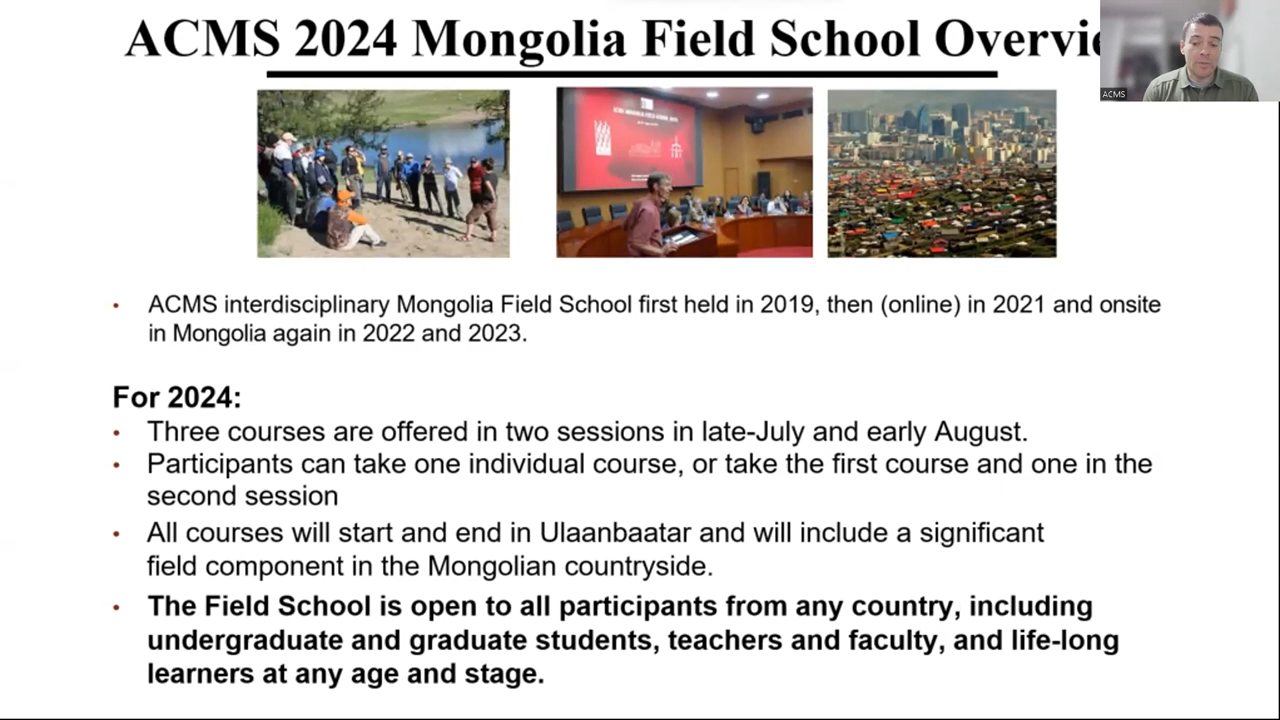 ACMS 2024 Mongolia Field School Overvie
ACMS
• ACMS interdisciplinary Mongolia Field School first held in 2019, then (online) in 2021 and onsite
in Mongolia again in 2022 and 2023.
For 2024:
• Three courses are offered in two sessions in late-July and early August.
• Participants can take one individual course, or take the first course and one in the
second session
• All courses will start and end in Ulaanbaatar and will include a significant
field component in the Mongolian countryside.
• The Field School is open to all participants from any country, including
undergraduate and graduate students, teachers and faculty, and life-long
learners at any age and stage.